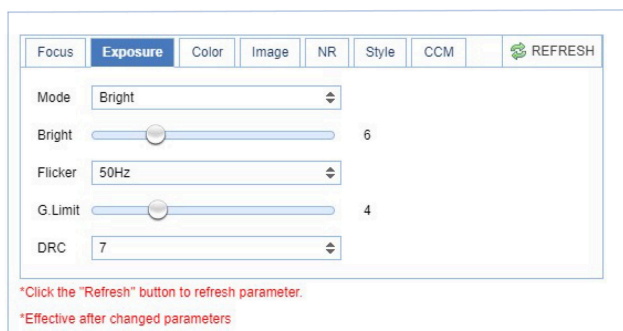 Focus Exposure Color Image NR Style CCM REFRESH
Mode Bright
Bright 6
Flicker 50Hz
G.Limit 4
DRC 7
*Click the "Refresh" button to refresh parameter.
*Effective after changed parameters